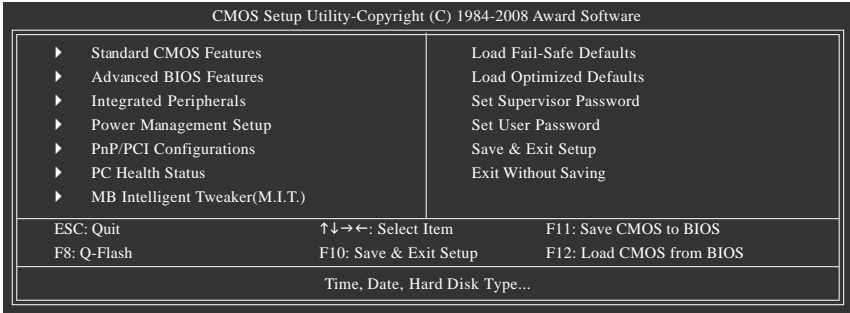 CMOS Setup Utility-Copyright (C) 1984-2008 Award Software
Standard CMOS Features
Advanced BIOS Features
Integrated Peripherals
Power Management Setup
PnP/PCI Configurations
PC Health Status
MB Intelligent Tweaker(M.I.T.)
Load Fail-Safe Defaults
Load Optimized Defaults
Set Supervisor Password
Set User Password
Save & Exit Setup
Exit Without Saving
ESC: Quit
↑↓→←: Select Item
F11: Save CMOS to BIOS
F8: Q-Flash
F10: Save & Exit Setup
F12: Load CMOS from BIOS
Time, Date, Hard Disk Type...